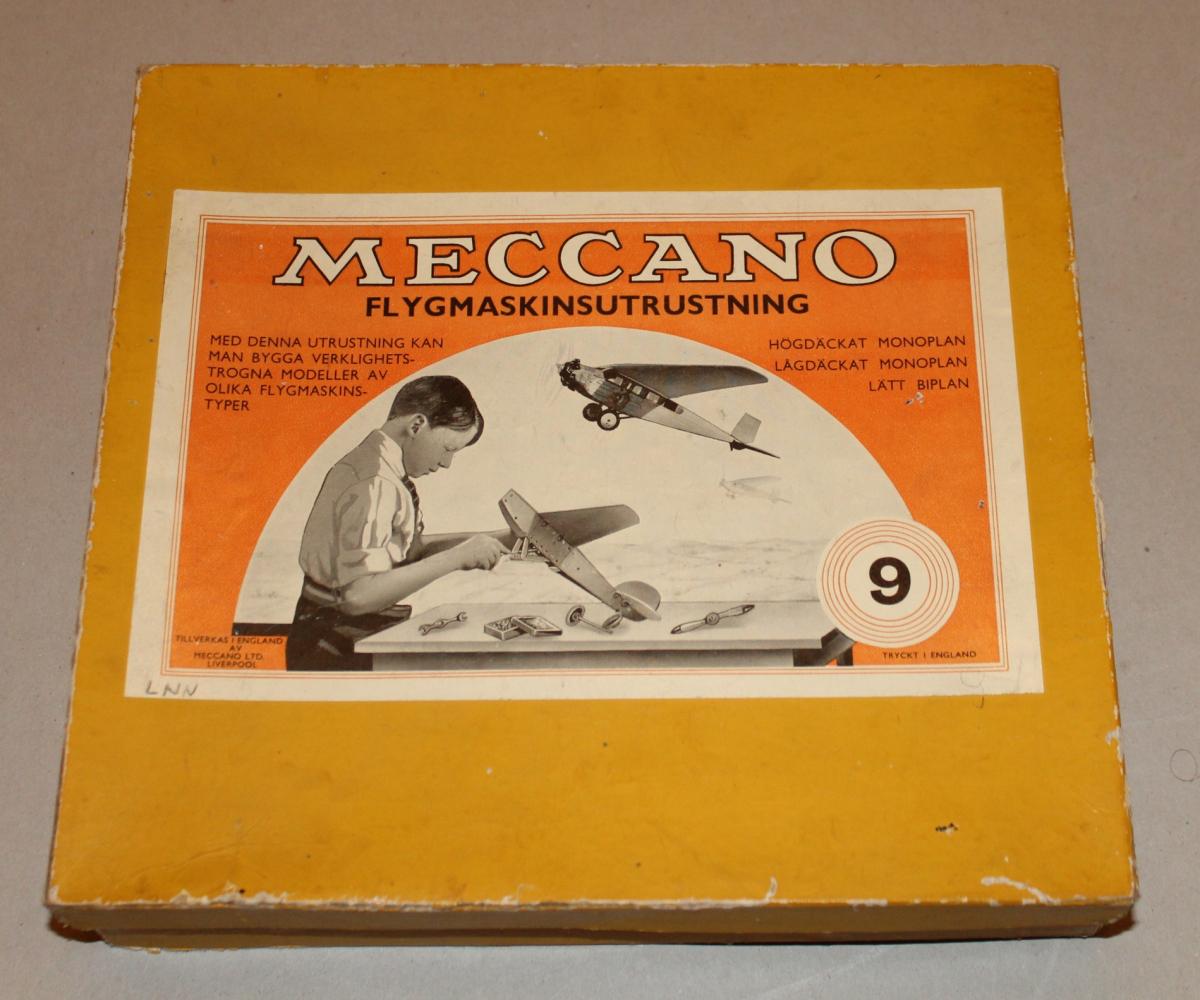 MECCANO
FLYGMASKINSUTRUSTNING
MED DENNA UTRUSTNING KAN
MAN BYGGA VERKLIGHETS-
TROGNA MODELLER AV
OLIKA FLYGMASKINS-
TYPER
HÖGDÄCKAT MONOPLAN
LÅGDÄCKAT MONOPLAN
LÄTT BIPLAN
9
TILLVERKAS I ENGLAND
AV
MECCANO LTD.
LIVERPOOL
TRYCKT I ENGLAND
LNN